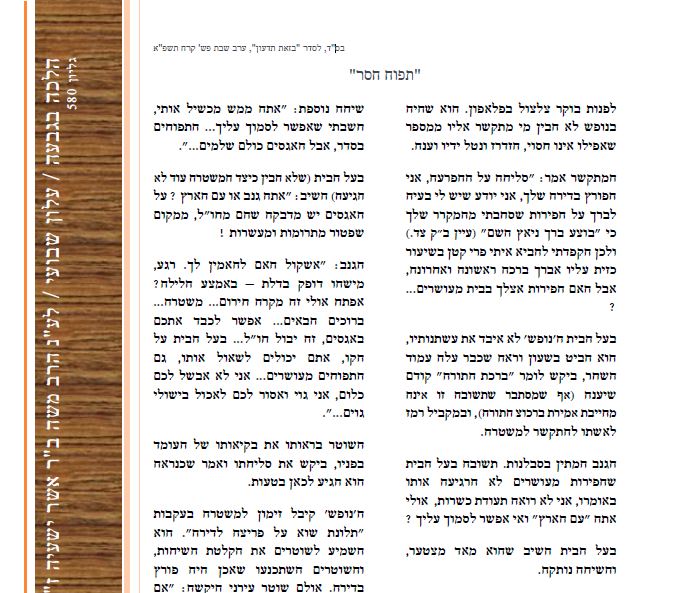 בס"ד, לסדר "בזאת תדעון", ערב שבת פש' קרח תשפ"א
"תפוח חסר"
לפנות בוקר צלצול בפלאפון. הוא שהיה
בנופש לא הבין מי מתקשר אליו ממספר
שאפילו אינו חסוי, הזדרז ונטל ידיו וענה.
המתקשר אמר: "סליחה על ההפרעה, אני
הפורץ בדירה שלך, אני יודע שיש לי בעיה
לברך על הפירות שסחבתי מהמקרר שלך
כי "בוצע ברך ניאץ השם" (עיין ב"ק צד.)
ולכן הקפדתי להביא איתי פרי קטן בשיעור
כזית עליו אברך ברכה ראשונה ואחרונה,
אבל האם הפירות אצלך בבית מעושרים...
?
בעל הבית ה'נופש' לא איבד את עשתנותיו,
הוא הביט בשעון וראה שכבר עלה עמוד
השחר, ביקש לומר "ברכת התורה" קודם
שיענה (אף שמסתבר שתשובה זו אינה
מחייבת אמירת ברכות התורה), ובמקביל רמז
לאשתו להתקשר למשטרה.
הגנב המתין בסבלנות. תשובה בעל הבית
שהפירות מעושרים לא הרגיעה אותו
באומרו, אני לא רואה תעודת כשרות, אולי
אתה "עם הארץ" ואי אפשר לסמוך עליך ?
בעל הבית השיב שהוא מאד מצטער,
והשיחה נותקה.
שיחה נוספת: "אתה ממש מכשיל אותי,
חשבתי שאפשר לסמוך עליך... התפוחים
בסדר, אבל האגסים כולם שלמים...".
בעל הבית (שלא הבין כיצד המשטרה עוד לא
הגיעה) השיב: "אתה גנב או עם הארץ ? על
האגסים יש מדבקה שהם מחו"ל, ממקום
שפטור מתרומות ומעשרות !
הגנב: "אשקול האם להאמין לך. רגע,
מישהו דופק בדלת – באמצע הלילה?
אפתח אולי זה מקרה חירום... משטרה...
ברוכים הבאים... אפשר לכבד אתכם
באגסים, זה יבול חו"ל... בעל הבית על
הקו, אתם יכולים לשאול אותו, גם
התפוחים מעושרים... אני לא אבשל לכם
כלום, אני גוי ואסור לכם לאכול בישולי
גוים...".
השוטר בראותו את בקיאותו של העומד
בפניו, ביקש את סליחתו ואמר שכנראה
הוא הגיע לכאן בטעות.
ה'נופש' קיבל זימון למשטרה בעקבות
"תלונת שוא על פריצה לדירה". הוא
השמיע לשוטרים את הקלטת השיחות,
והשוטרים השתכנעו שאכן היה פורץ
בדירה. אולם שוטר עירני היקשה: "אם
גליון 580
הלכה בגבעה / עלון שבועי / לע"נ הרב משה ב"ר אשר ישעיה ז"